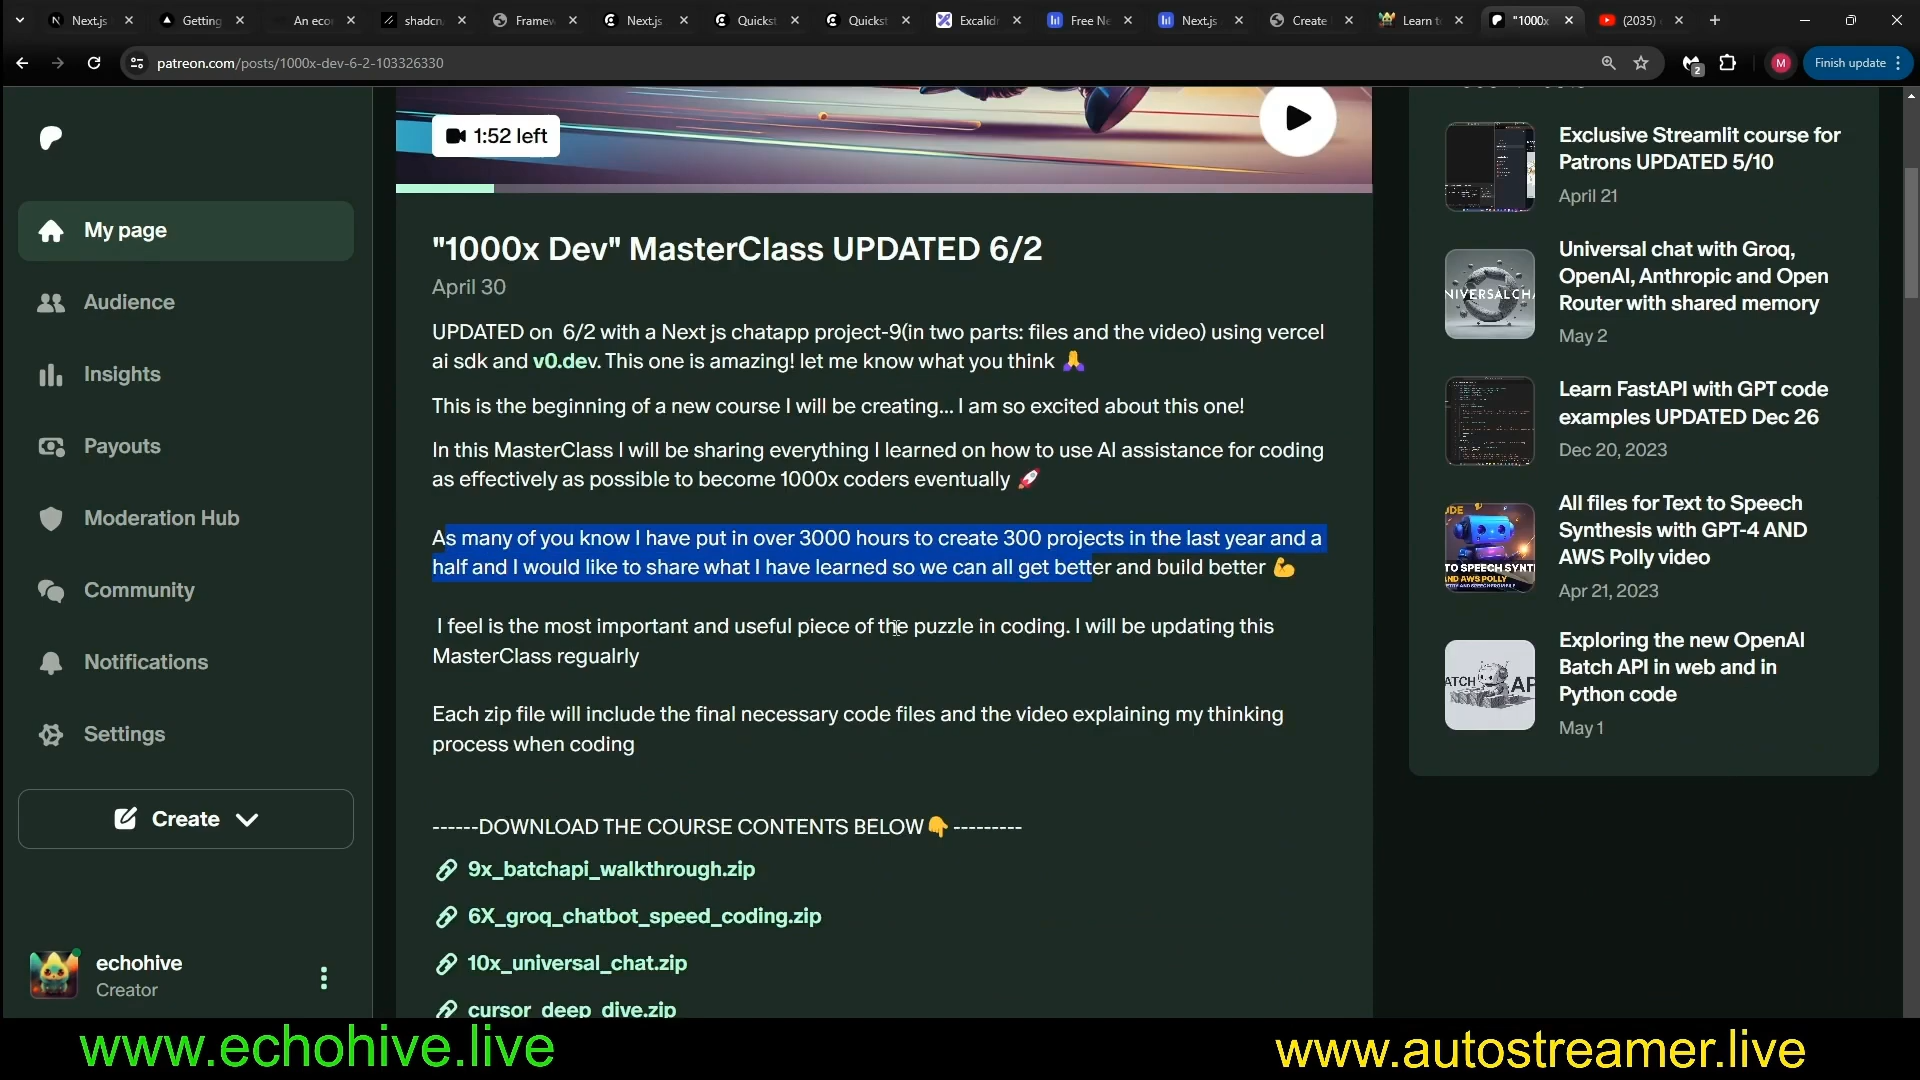 Next.js
Getting
An econ
shadcn
Framew
Next.js
Quickst
Quickst
Excalidr
Free Ne
Next.js
Create
Learn to
"1000x
(2035)
patreon.com/posts/1000x-dev-6-2-103326330
2
M
Finish update
My page
Audience
Insights
Payouts
Moderation Hub
Community
Notifications
Settings
Create
echohive
Creator
1:52 left
"1000x Dev" MasterClass UPDATED 6/2
April 30
UPDATED on 6/2 with a Next js chatapp project-9(in two parts: files and the video) using vercel
ai sdk and v0.dev. This one is amazing! let me know what you think 🙏
This is the beginning of a new course I will be creating... I am so excited about this one!
In this MasterClass I will be sharing everything I learned on how to use AI assistance for coding
as effectively as possible to become 1000x coders eventually 🚀
As many of you know I have put in over 3000 hours to create 300 projects in the last year and a
half and I would like to share what I have learned so we can all get better and build better 💪
I feel is the most important and useful piece of the puzzle in coding. I will be updating this
MasterClass regualrly
Each zip file will include the final necessary code files and the video explaining my thinking
process when coding
------DOWNLOAD THE COURSE CONTENTS BELOW👇---------
9x_batchapi_walkthrough.zip
6X_groq_chatbot_speed_coding.zip
10x_universal_chat.zip
cursor_deep_dive.zip
Exclusive Streamlit course for
Patrons UPDATED 5/10
April 21
Universal chat with Groq,
OpenAI, Anthropic and Open
Router with shared memory
May 2
Learn FastAPI with GPT code
examples UPDATED Dec 26
Dec 20, 2023
All files for Text to Speech
Synthesis with GPT-4 AND
AWS Polly video
Apr 21, 2023
Exploring the new OpenAI
Batch API in web and in
Python code
May 1
www.echohive.live
www.autostreamer.live